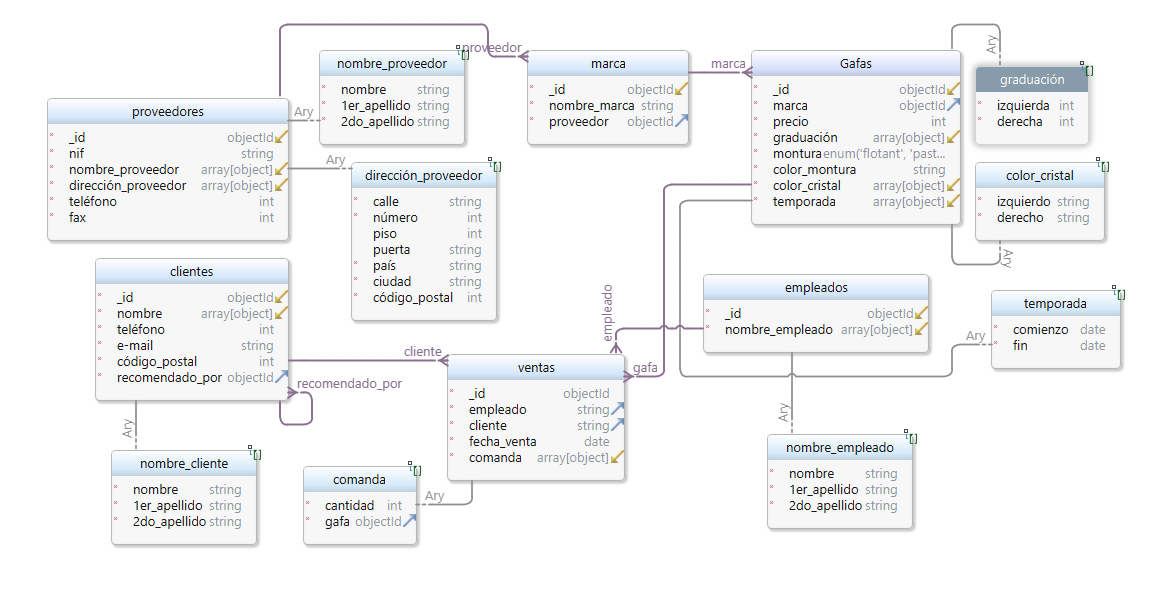 proveedor
nombre_proveedor
nombre string
1er_apellido string
2do_apellido string
marca
_id objectId
nombre_marca string
proveedor objectId
marca
Gafas
_id objectId
marca objectId
precio int
graduación array[object]
montura enum('flotant', 'past...
color_montura string
color_cristal array[object]
temporada array[object]
Ary
graduación
izquierda int
derecha int
proveedores
_id objectId
nif string
nombre_proveedor array[object]
dirección_proveedor array[object]
teléfono int
fax int
Ary
Ary
dirección_proveedor
calle string
número int
piso int
puerta string
país string
ciudad string
código_postal int
color_cristal
izquierdo string
derecho string
Ary
clientes
_id objectId
nombre array[object]
teléfono int
e-mail string
código_postal int
recomendado_por objectId
cliente
recomendado_por
empleado
empleados
_id objectId
nombre_empleado array[object]
temporada
comienzo date
fin date
Ary
ventas
_id objectId
empleado string
cliente string
fecha_venta date
comanda array[object]
gafa
Ary
nombre_cliente
nombre string
1er_apellido string
2do_apellido string
comanda
cantidad int
gafa objectId
Ary
Ary
nombre_empleado
nombre string
1er_apellido string
2do_apellido string